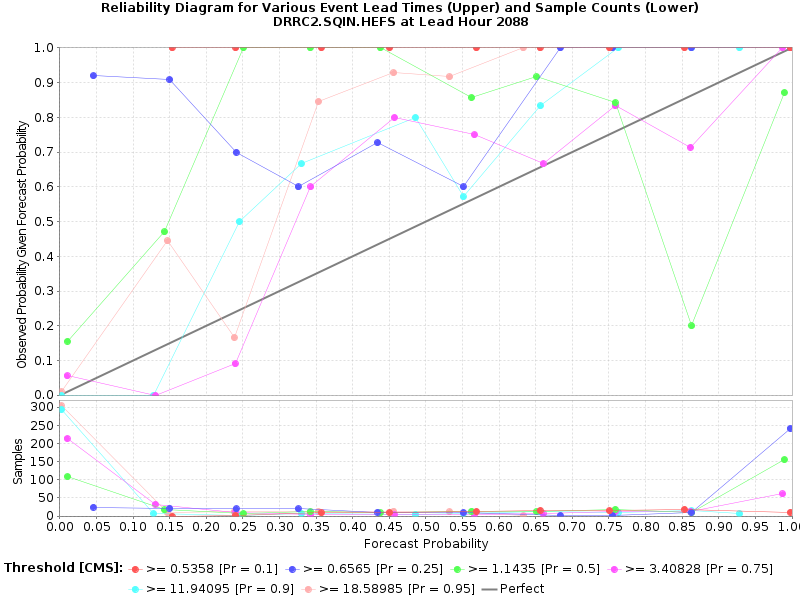 Reliability Diagram for Various Event Lead Times (Upper) and Sample Counts (Lower)
DRRC2.SQIN.HEFS at Lead Hour 2088
Observed Probability Given Forecast Probability
1.0
0.9
0.8
0.7
0.6
0.5
0.4
0.3
0.2
0.1
0.0
Samples
300
250
200
150
100
50
0
0.00 0.05 0.10 0.15 0.20 0.25 0.30 0.35 0.40 0.45 0.50 0.55 0.60 0.65 0.70 0.75 0.80 0.85 0.90 0.95 1.0
Forecast Probability
Threshold [CMS]: >= 0.5358 [Pr = 0.1] >= 0.6565 [Pr = 0.25] >= 1.1435 [Pr = 0.5] >= 3.40828 [Pr = 0.75]
>= 11.94095 [Pr = 0.9] >= 18.58985 [Pr = 0.95] Perfect